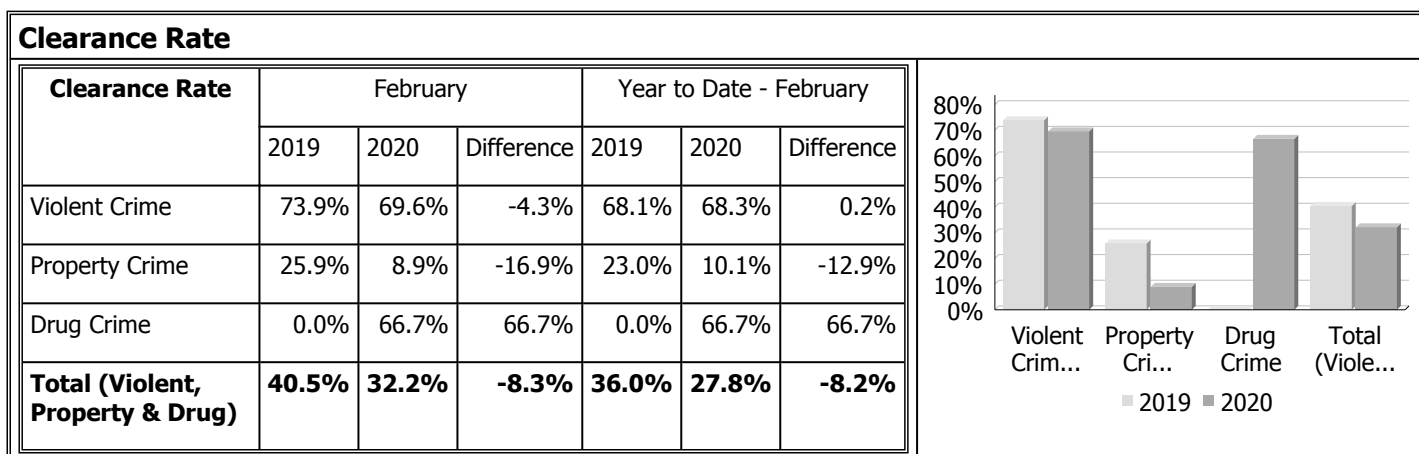 Clearance Rate
Clearance Rate February Year to Date - February
2019 2020 Difference 2019 2020 Difference
Violent Crime 73.9% 69.6% -4.3% 68.1% 68.3% 0.2%
Property Crime 25.9% 8.9% -16.9% 23.0% 10.1% -12.9%
Drug Crime 0.0% 66.7% 66.7% 0.0% 66.7% 66.7%
Total (Violent, 40.5% 32.2% -8.3% 36.0% 27.8% -8.2%
Property & Drug)
80%
70%
60%
50%
40%
30%
20%
10%
0%
Violent Property Drug Total
Crim... Cri... Crime (Viole...
2019 2020